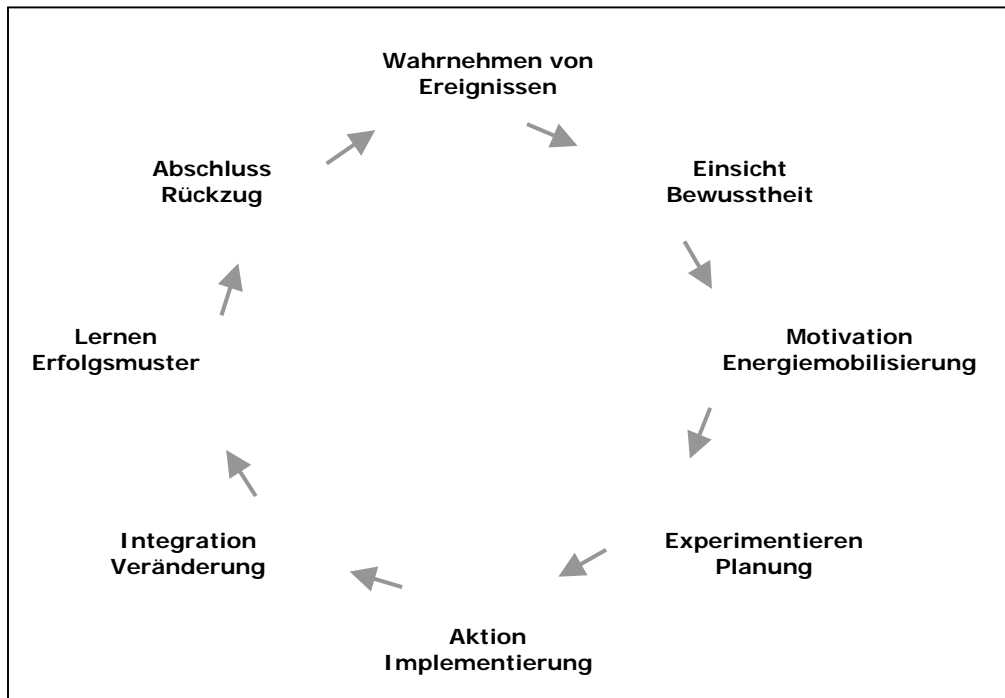 Wahrnehmen von
Ereignissen
Einsicht
Bewusstheit
Motivation
Energiemobilisierung
Experimentieren
Planung
Aktion
Implementierung
Integration
Veränderung
Lernen
Erfolgsmuster
Abschluss
Rückzug